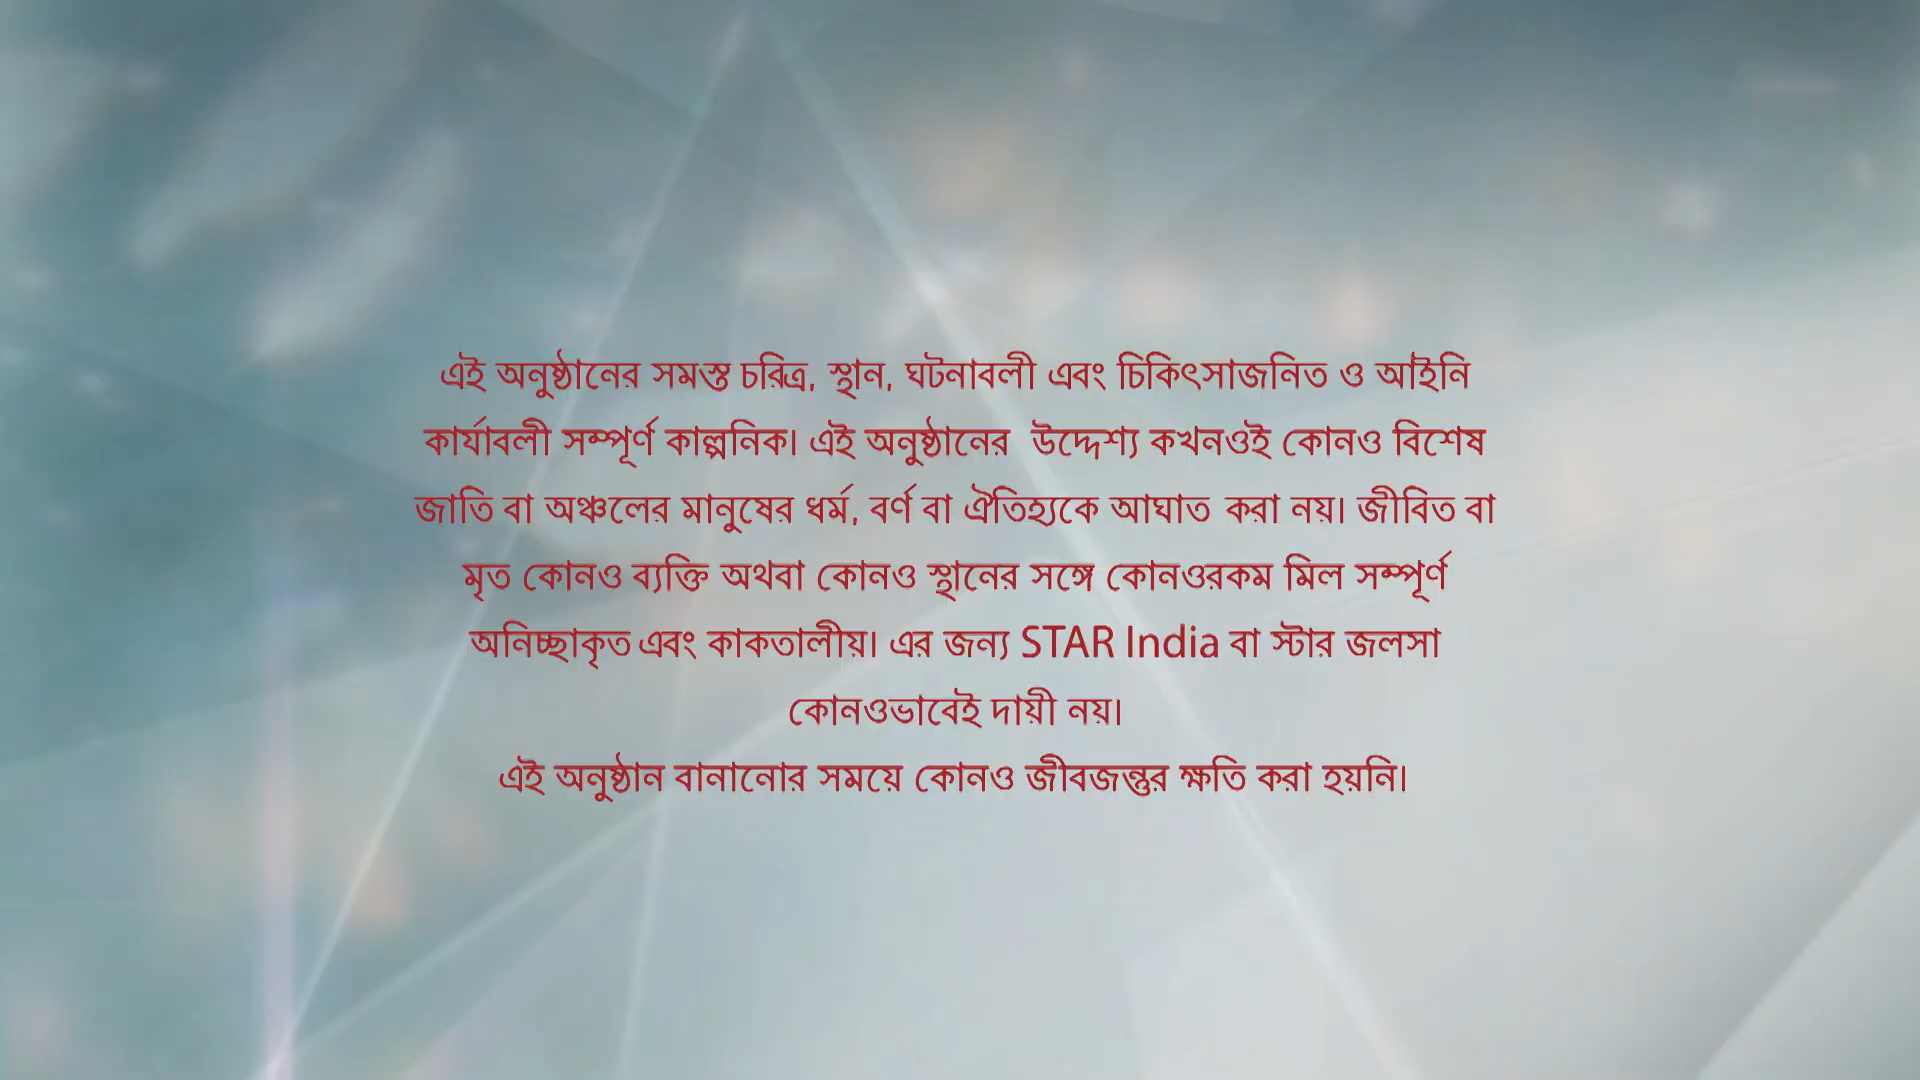 এই অনুষ্ঠানের সমস্ত চরিত্র, স্থান, ঘটনাবলী এবং চিকিৎসাজনিত ও আইনি
কার্যাবলী সম্পূর্ণ কাল্পনিক। এই অনুষ্ঠানের উদ্দেশ্য কখনওই কোনও বিশেষ
জাতি বা অঞ্চলের মানুষের ধর্ম, বর্ণ বা ঐতিহ্যকে আঘাত করা নয়। জীবিত বা
মৃত কোনও ব্যক্তি অথবা কোনও স্থানের সঙ্গে কোনওরকম মিল সম্পূর্ণ
অনিচ্ছাকৃত এবং কাকতালীয়। এর জন্য STAR India বা স্টার জলসা
কোনওভাবেই দায়ী নয়।
এই অনুষ্ঠান বানানোর সময়ে কোনও জীবজন্তুর ক্ষতি করা হয়নি।